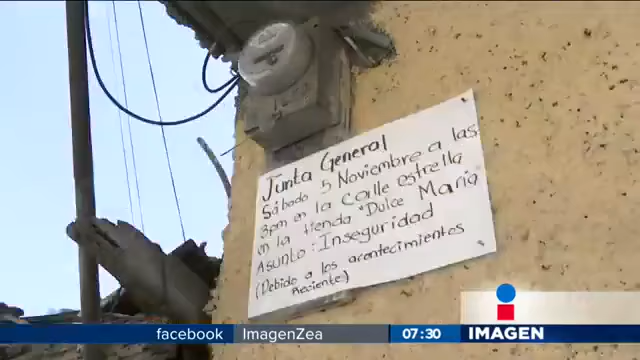 Junta General
Sábado 5 Noviembre a las
8pm en la Calle estrella
en la tienda "Dulce María"
Asunto: Inseguridad
(Debido a los acontecimientos
Reciente)
facebook ImagenZea 07:30 IMAGEN